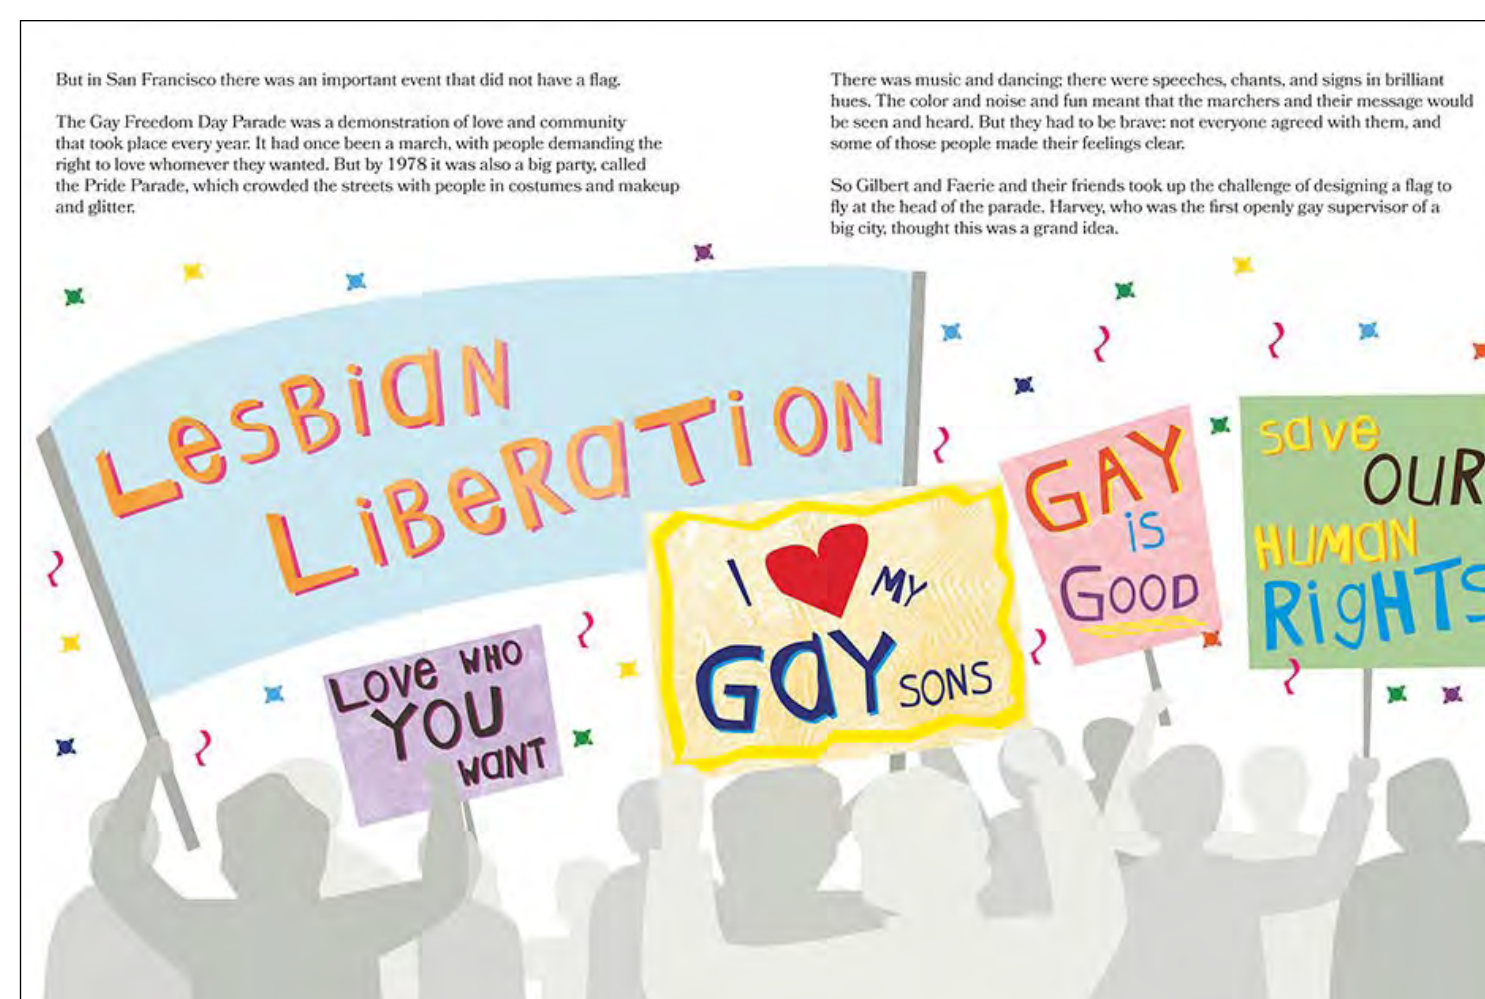 But in San Francisco there was an important event that did not have a flag.
The Gay Freedom Day Parade was a demonstration of love and community
that took place every year. It had once been a march, with people demanding the
right to love whomever they wanted. But by 1978 it was also a big party, called
the Pride Parade, which crowded the streets with people in costumes and makeup
and glitter.
There was music and dancing; there were speeches, chants, and signs in brilliant
hues. The color and noise and fun meant that the marchers and their message would
be seen and heard. But they had to be brave: not everyone agreed with them, and
some of those people made their feelings clear.
So Gilbert and Faerie and their friends took up the challenge of designing a flag to
fly at the head of the parade. Harvey, who was the first openly gay supervisor of a
big city, thought this was a grand idea.
LesBiaN
LiBeRaTiON
LOVe WHO
YOU
WaNT
I ❤ MY
GaY SONS
GAY
iS
GOOD
save
OUR
HUMaN
RigHTS